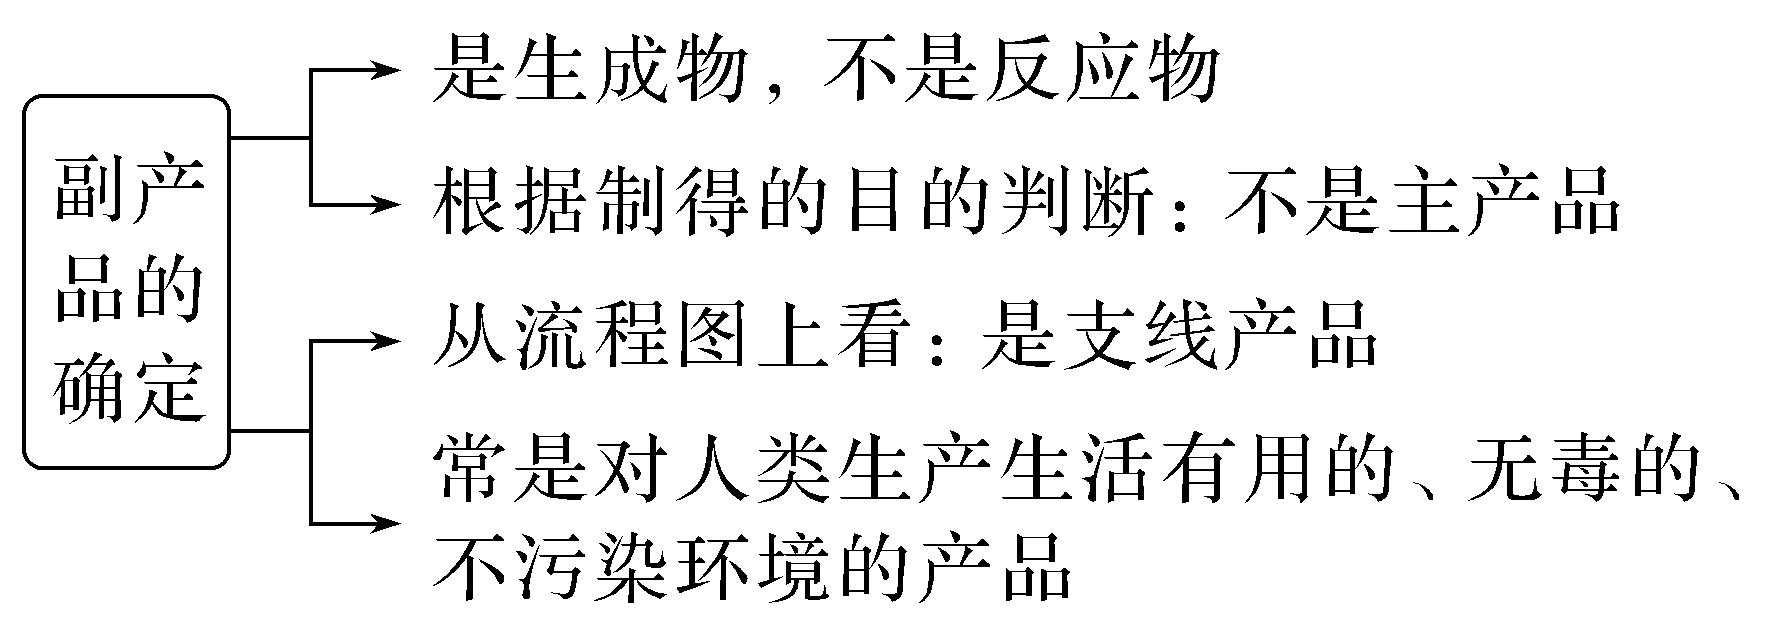 副产
品的
确定
是生成物，不是反应物
根据制得的目的判断：不是主产品
从流程图上看：是支线产品
常是对人类生产生活有用的、无毒的、
不污染环境的产品